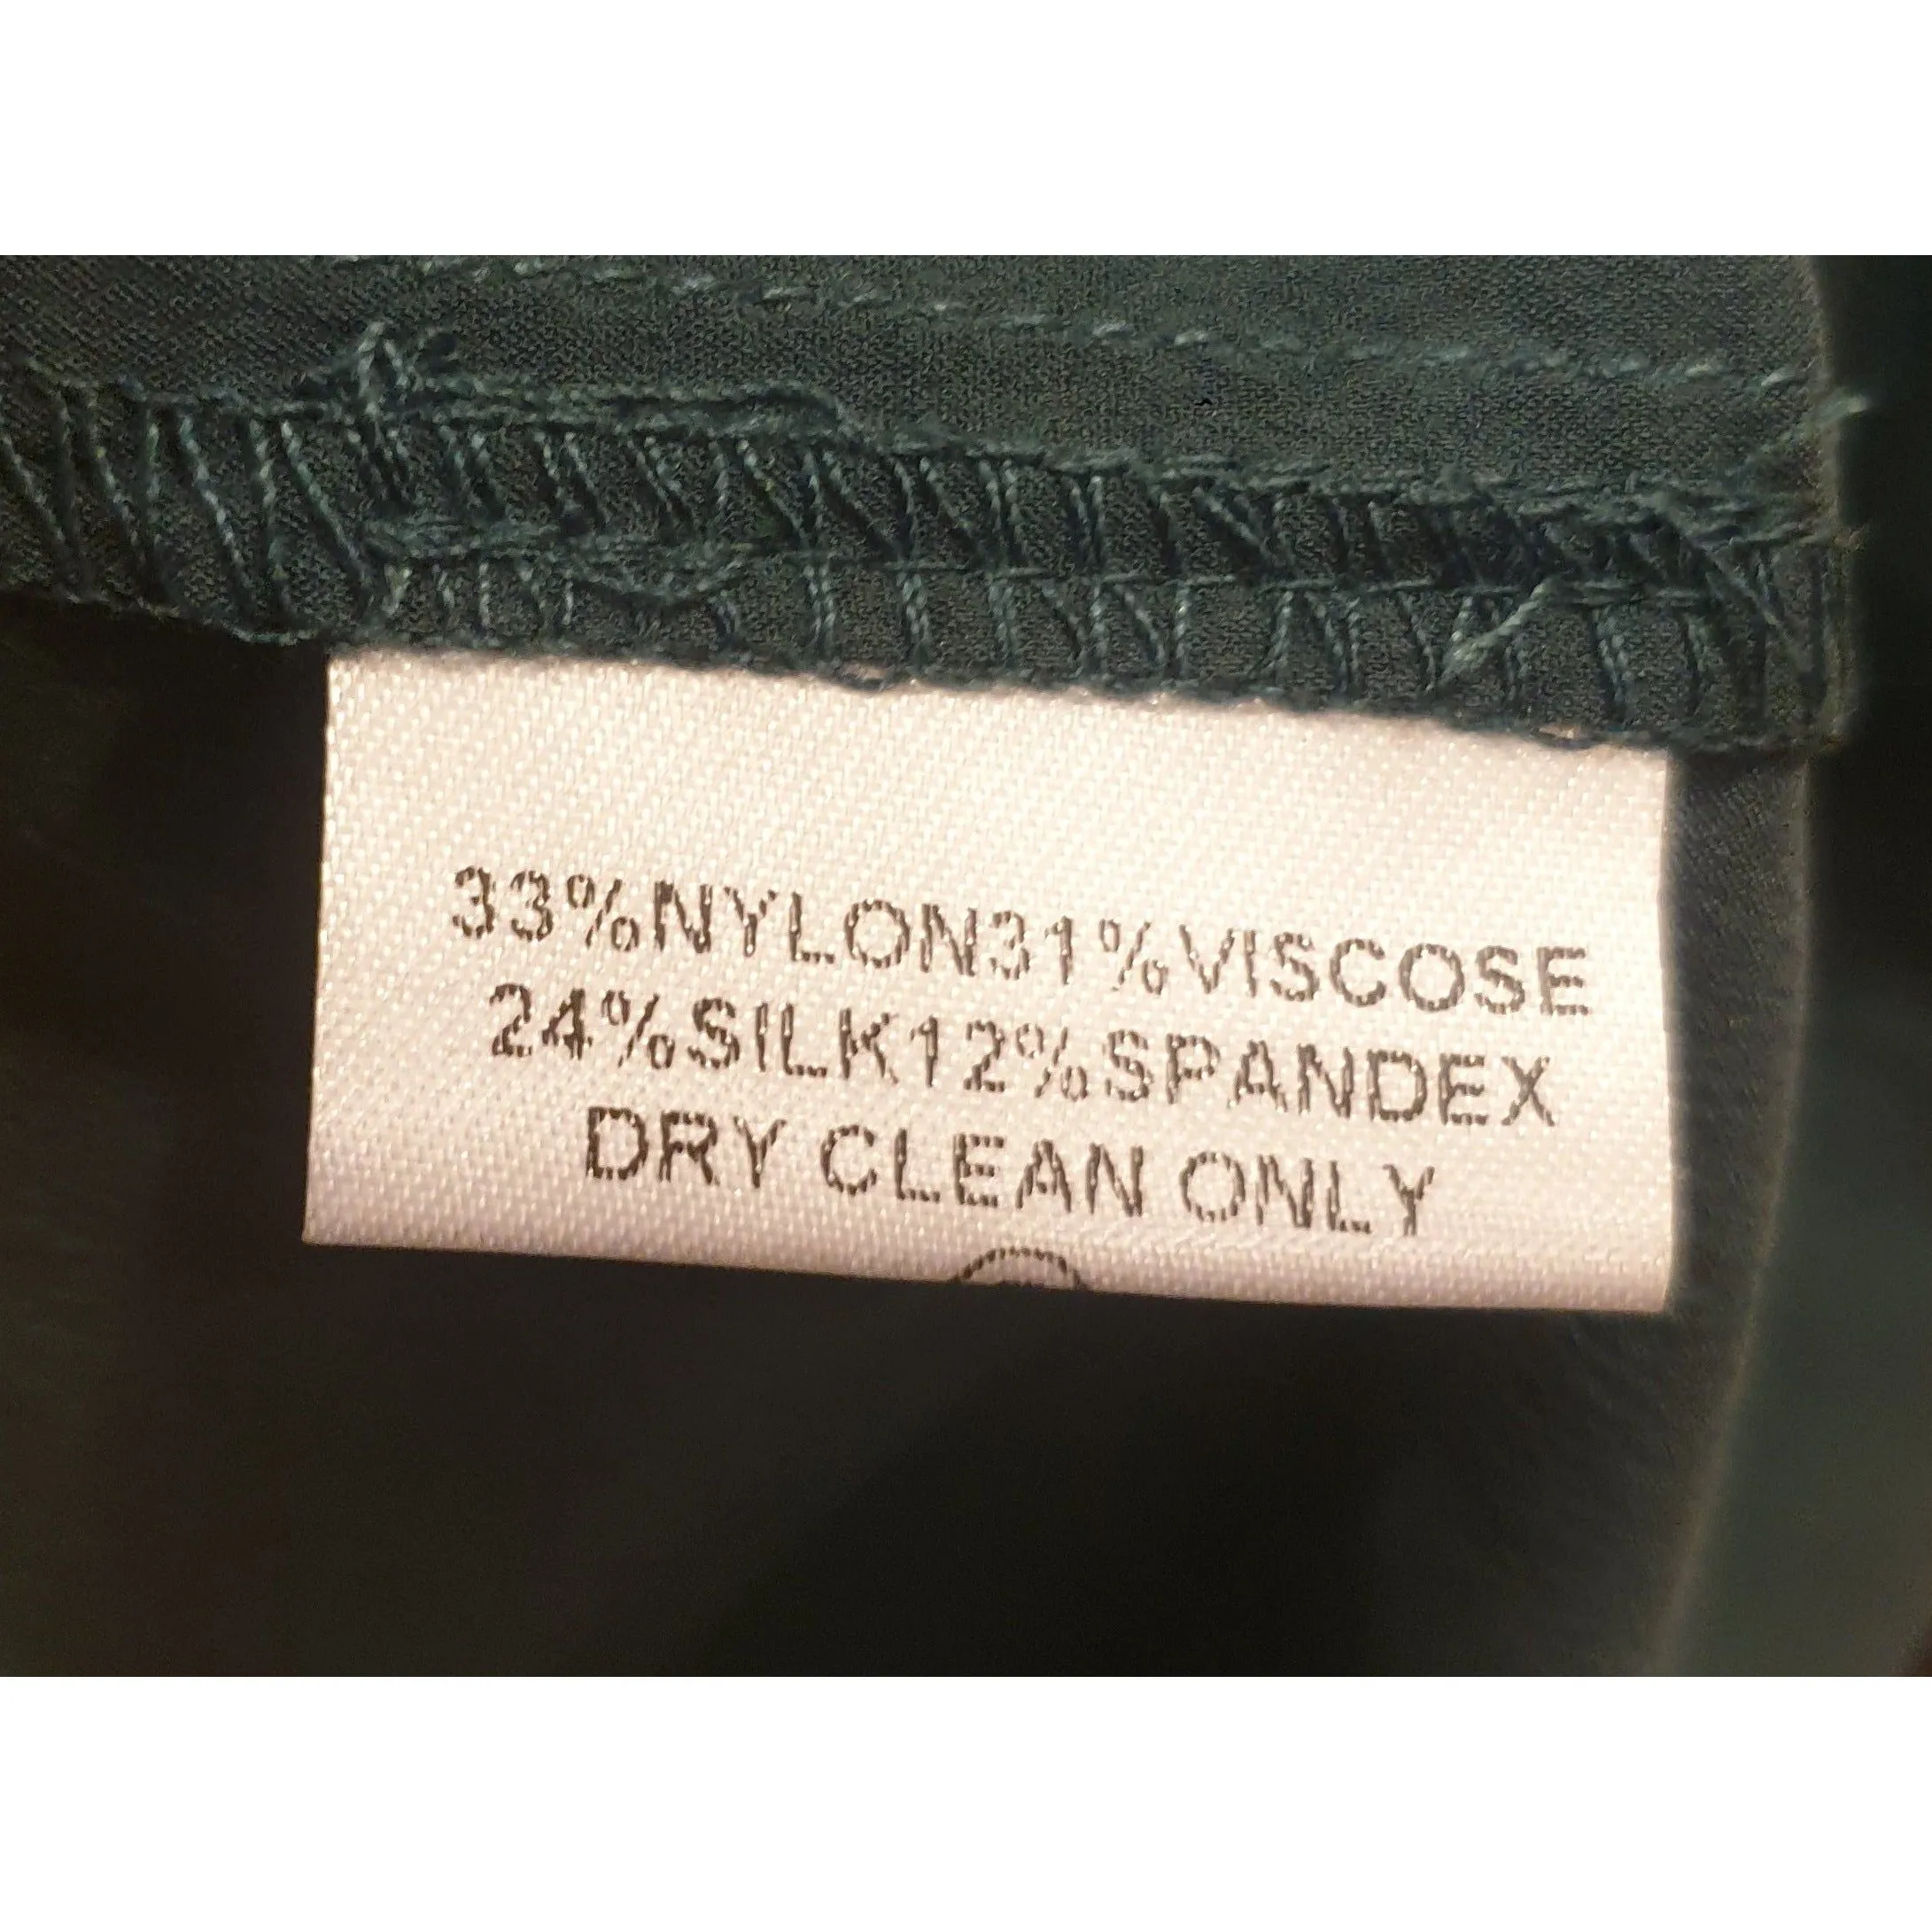 33%NYLON31%VISCOSE
24%SILK12%SPANDEX
DRY CLEAN ONLY